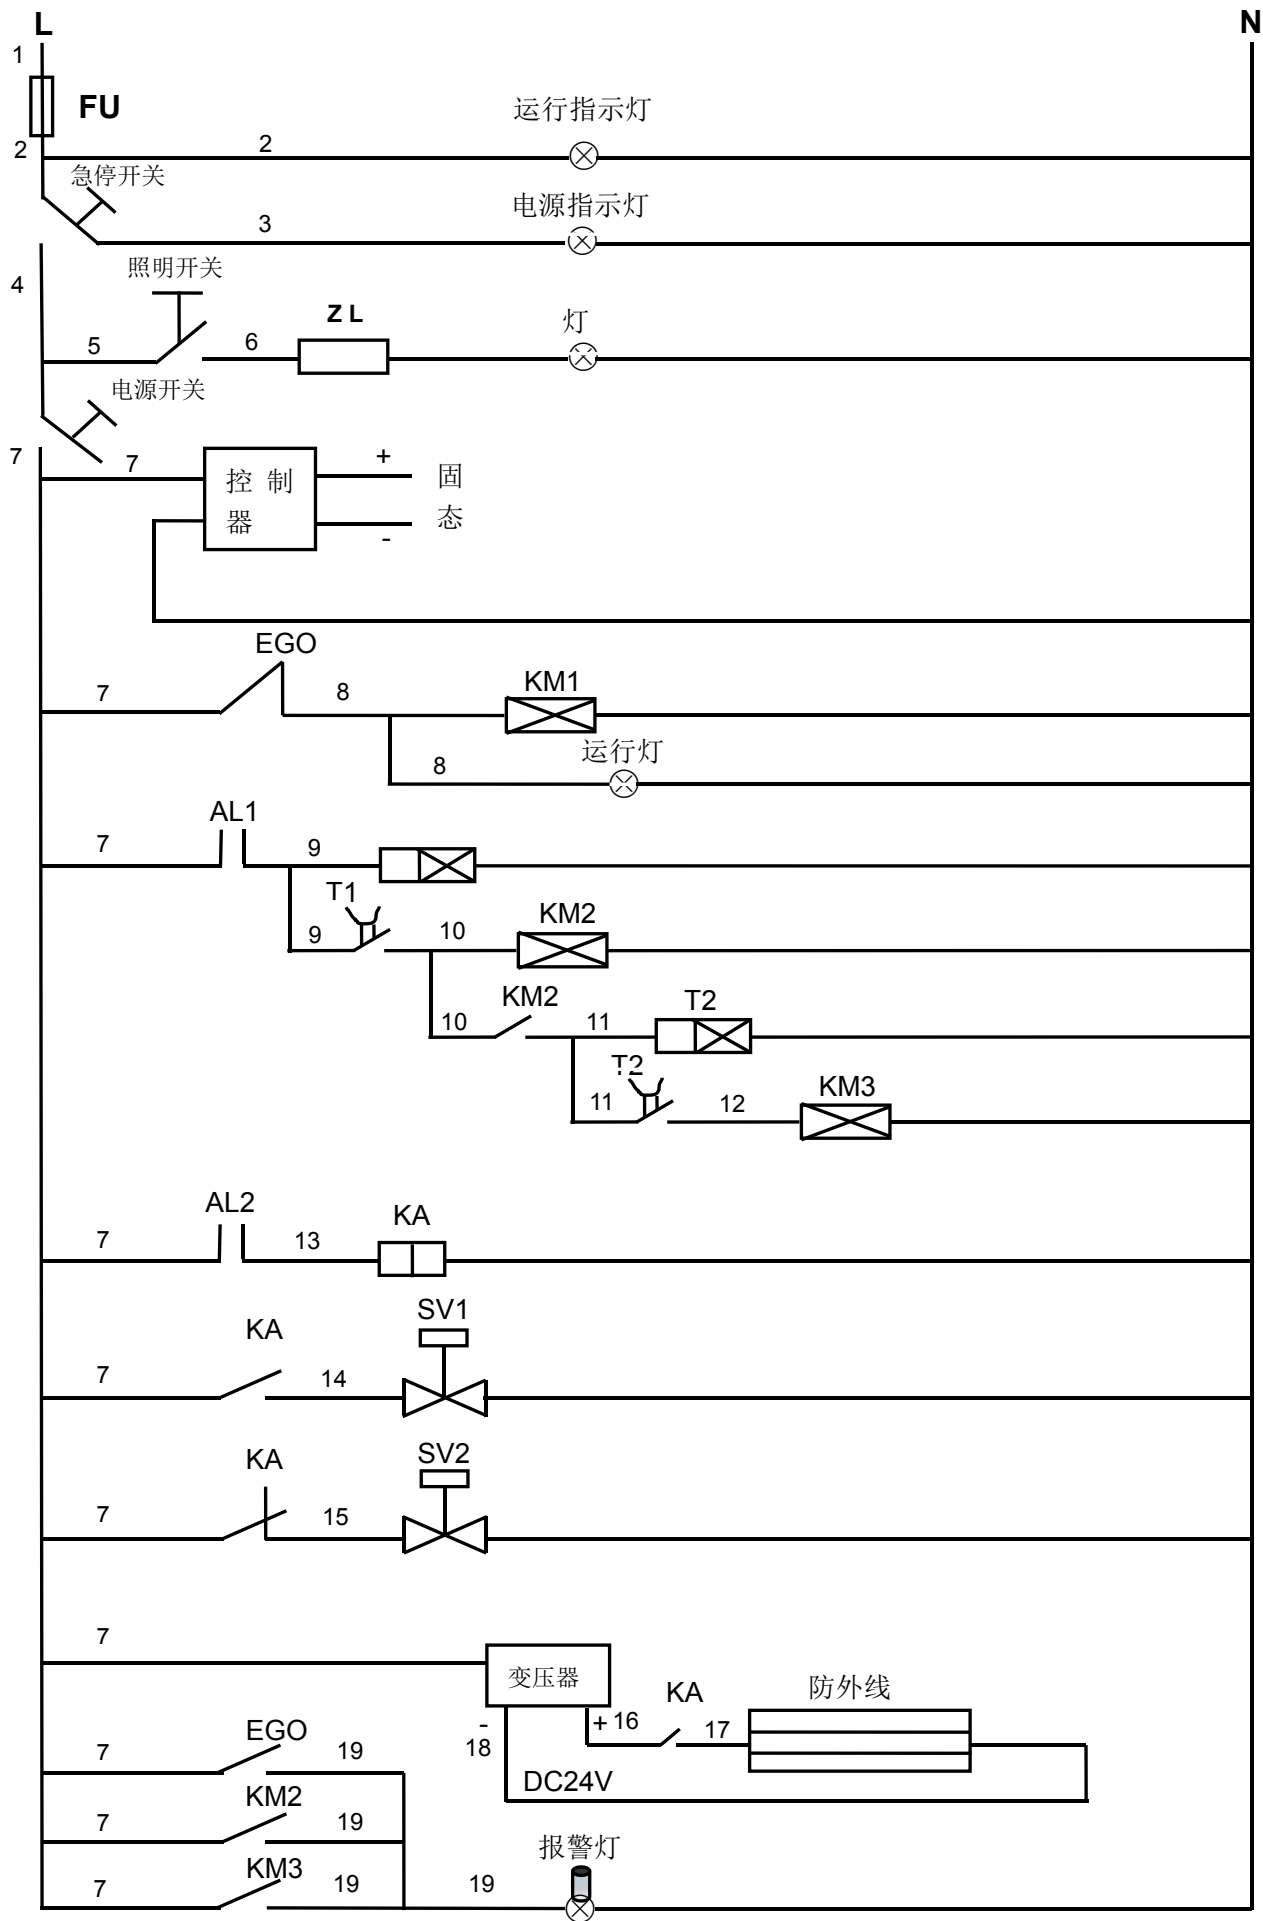 L
N
1
FU
运行指示灯
2
2
急停开关
电源指示灯
3
照明开关
4
Z L
灯
5
6
电源开关
7
7
+
控 制
器
固
态
-
EGO
7
8
KM1
运行灯
8
AL1
7
9
T1
9
10
KM2
KM2
10
11
T2
T2
11
12
KM3
AL2
7
13
KA
SV1
KA
7
14
SV2
KA
7
15
7
变压器
防外线
KA
-
+
16
17
18
EGO
7
19
DC24V
KM2
7
19
报警灯
KM3
7
19
19